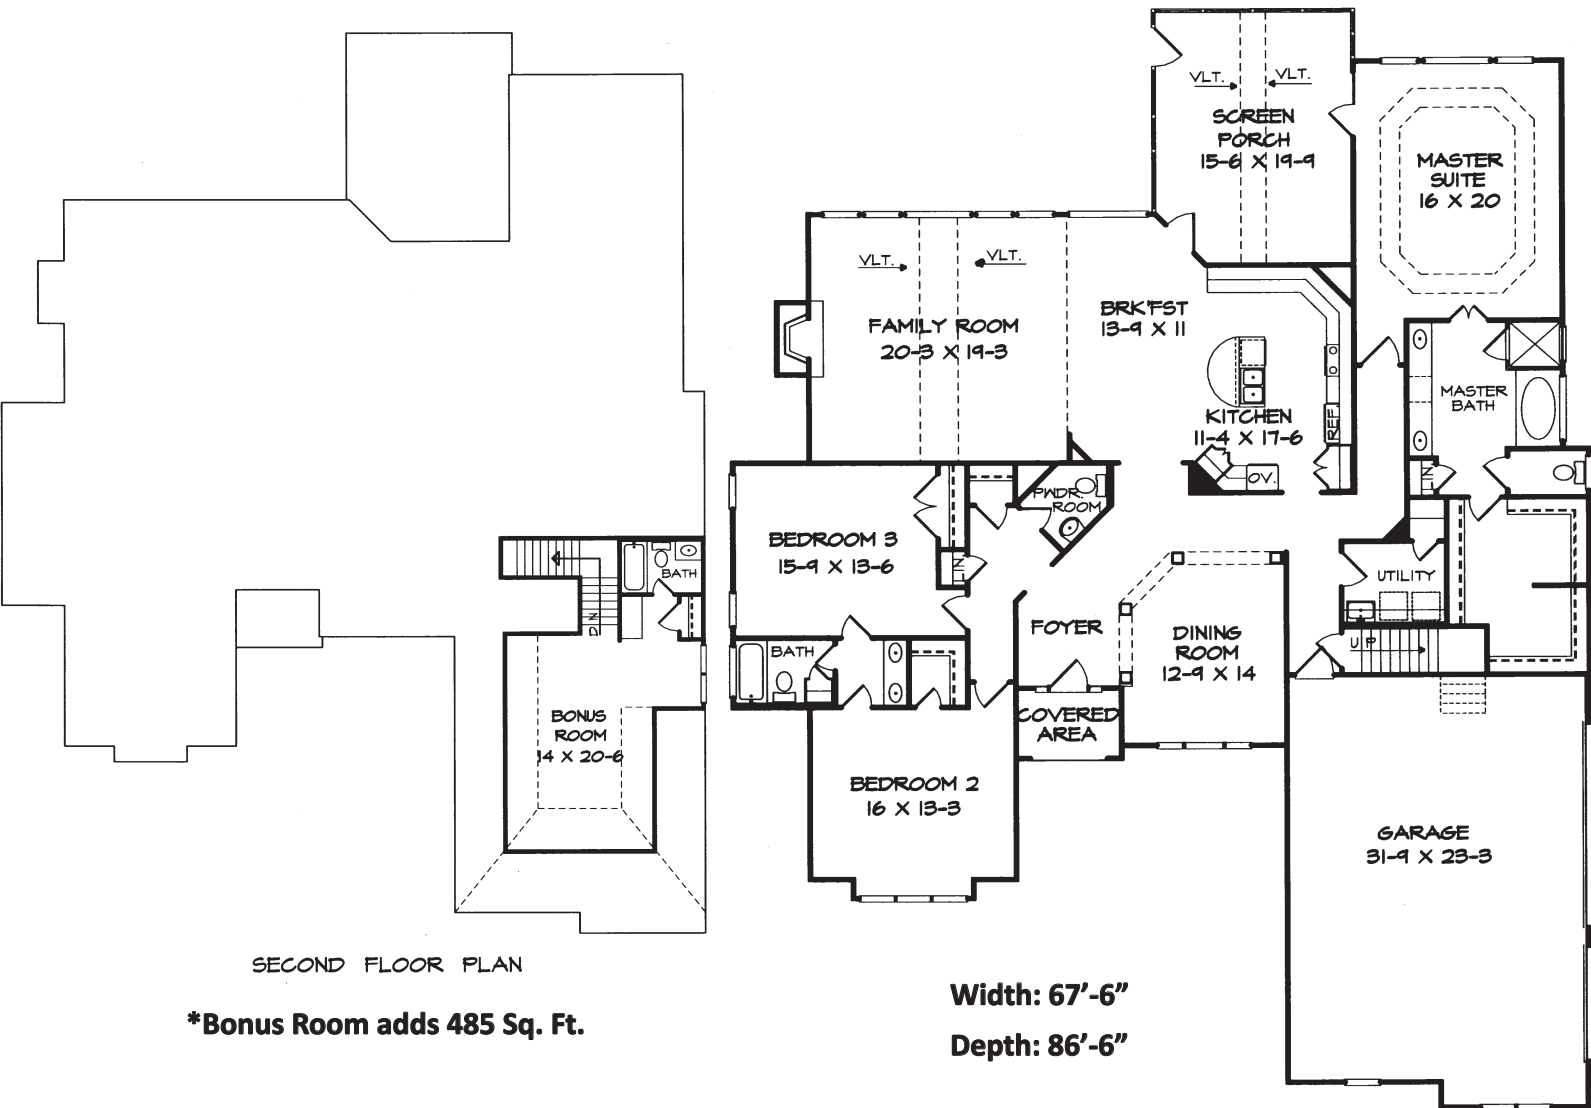 VLT. VLT.
SCREEN
PORCH
15-6 X 19-9
MASTER
SUITE
16 X 20
VLT. VLT.
FAMILY ROOM
20-3 X 19-3
BRK'FST
13-9 X 11
KITCHEN
11-4 X 17-6
REF.
OV.
MASTER
BATH
LIN
PWDR.
ROOM
BEDROOM 3
15-9 X 13-6
LIN
UTILITY
FOYER
DINING
ROOM
12-9 X 14
UP
BATH
COVERED
AREA
BEDROOM 2
16 X 13-3
GARAGE
31-9 X 23-3
BATH
DN
BONUS
ROOM
14 X 20-6
SECOND FLOOR PLAN
*Bonus Room adds 485 Sq. Ft.
Width: 67’-6”
Depth: 86’-6”